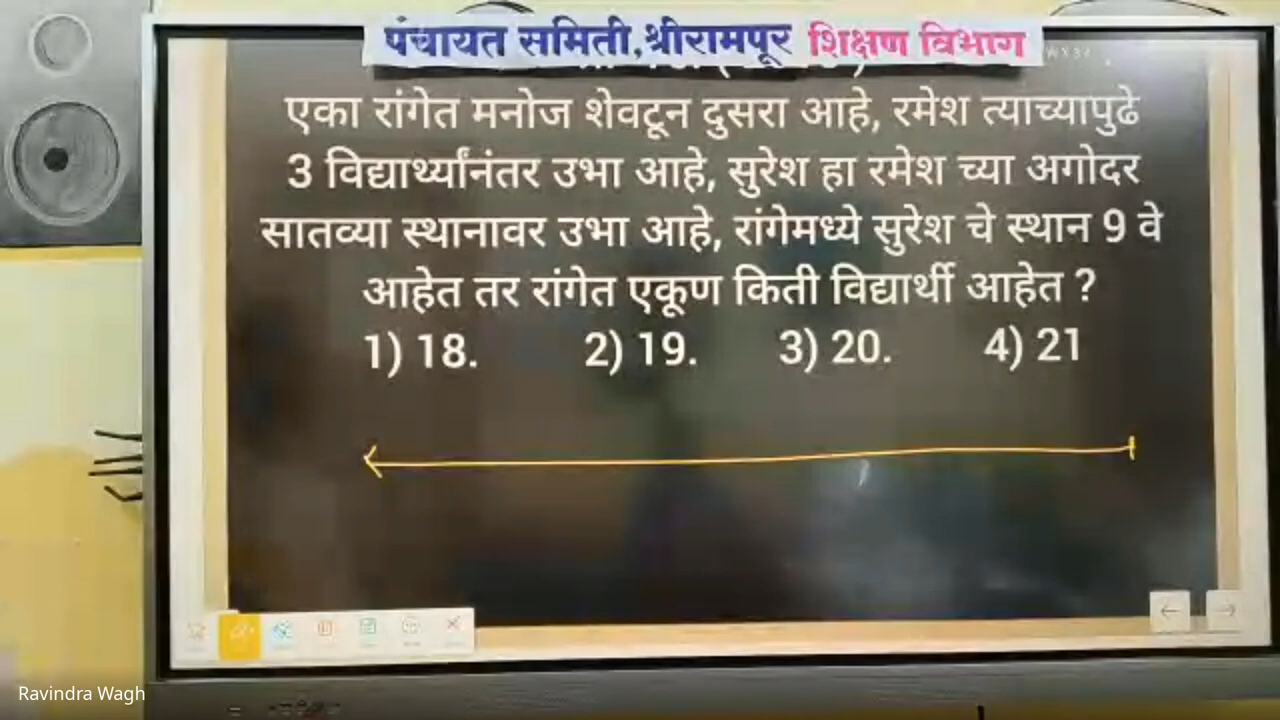 पंचायत समिती,श्रीरामपूर शिक्षण विभाग
एका रांगेत मनोज शेवटून दुसरा आहे, रमेश त्याच्यापुढे
3 विद्यार्थ्यांनंतर उभा आहे, सुरेश हा रमेश च्या अगोदर
सातव्या स्थानावर उभा आहे, रांगेमध्ये सुरेश चे स्थान 9 वे
आहेत तर रांगेत एकूण किती विद्यार्थी आहेत ?
1) 18. 2) 19. 3) 20. 4) 21
Ravindra Wagh